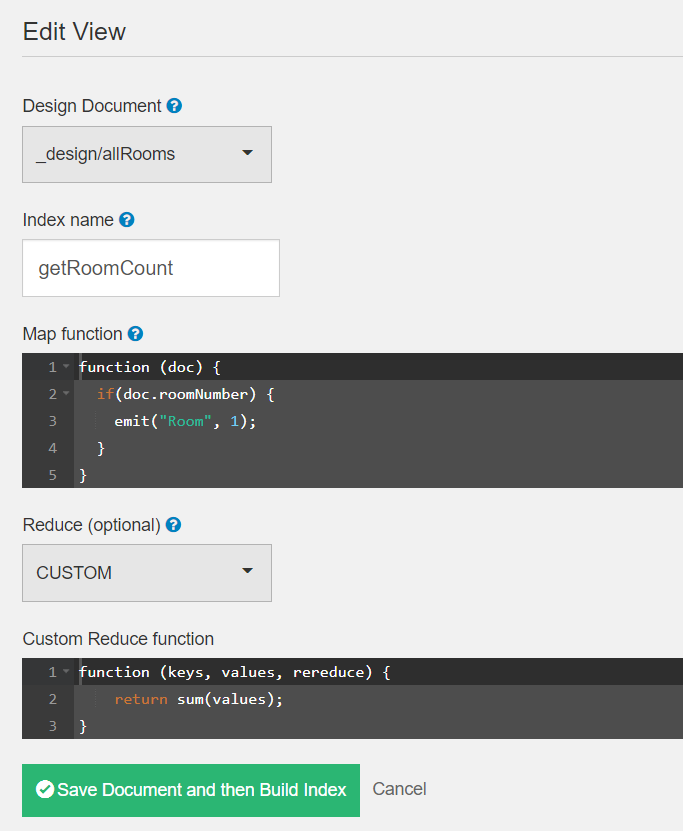 Edit View
Design Document ?
_design/allRooms
Index name ?
getRoomCount
Map function ?
1 function (doc) {
2 if(doc.roomNumber) {
3 emit("Room", 1);
4 }
5 }
Reduce (optional) ?
CUSTOM
Custom Reduce function
1 function (keys, values, rereduce) {
2 return sum(values);
3 }
Save Document and then Build Index Cancel